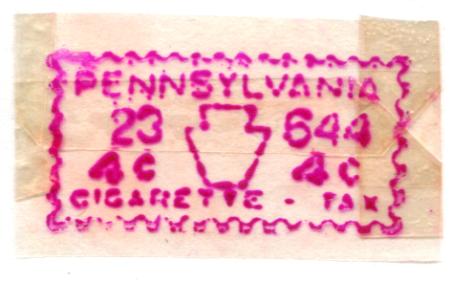 PENNSYLVANIA
23 644
4¢ 4¢
CIGARETTE - TAX